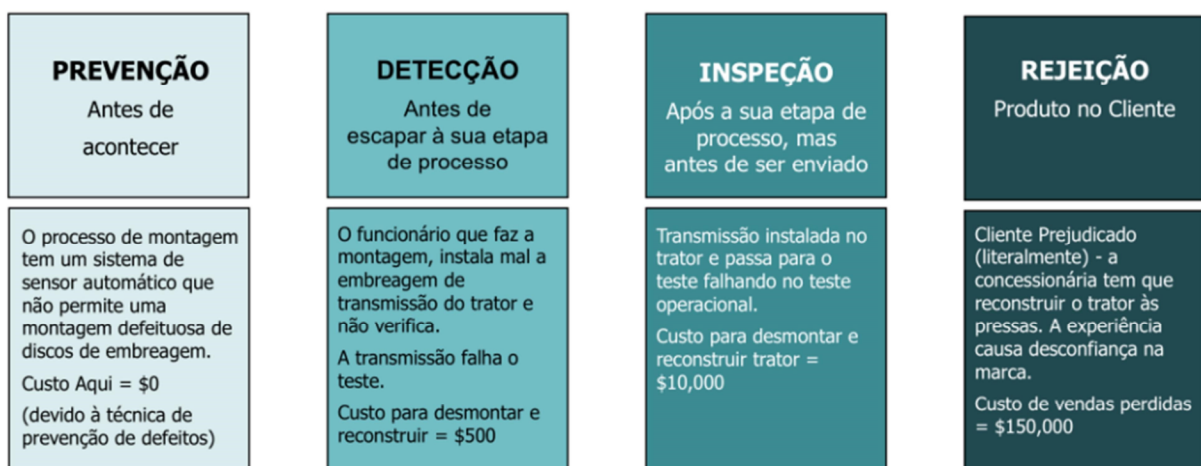 PREVENÇÃO
Antes de
acontecer
DETECÇÃO
Antes de
escapar à sua etapa
de processo
INSPEÇÃO
Após a sua etapa de
processo, mas
antes de ser enviado
REJEIÇÃO
Produto no Cliente
O processo de montagem
tem um sistema de
sensor automático que
não permite uma
montagem defeituosa de
discos de embreagem.
Custo Aqui = $0
(devido à técnica de
prevenção de defeitos)
O funcionário que faz a
montagem, instala mal a
embreagem de
transmissão do trator e
não verifica.
A transmissão falha o
teste.
Custo para desmontar e
reconstruir = $500
Transmissão instalada no
trator e passa para o
teste falhando no teste
operacional.
Custo para desmontar e
reconstruir trator =
$10,000
Cliente Prejudicado
(literalmente) - a
concessionária tem que
reconstruir o trator às
pressas. A experiência
causa desconfiança na
marca.
Custo de vendas perdidas
= $150,000